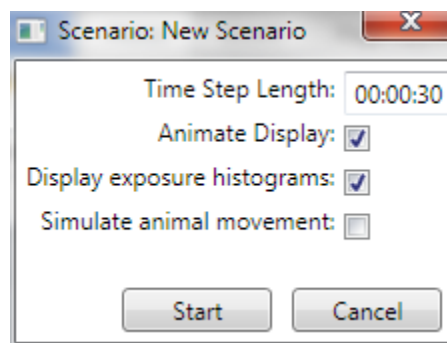 Scenario: New Scenario
Time Step Length: 00:00:30
Animate Display:
Display exposure histograms:
Simulate animal movement:
Start Cancel